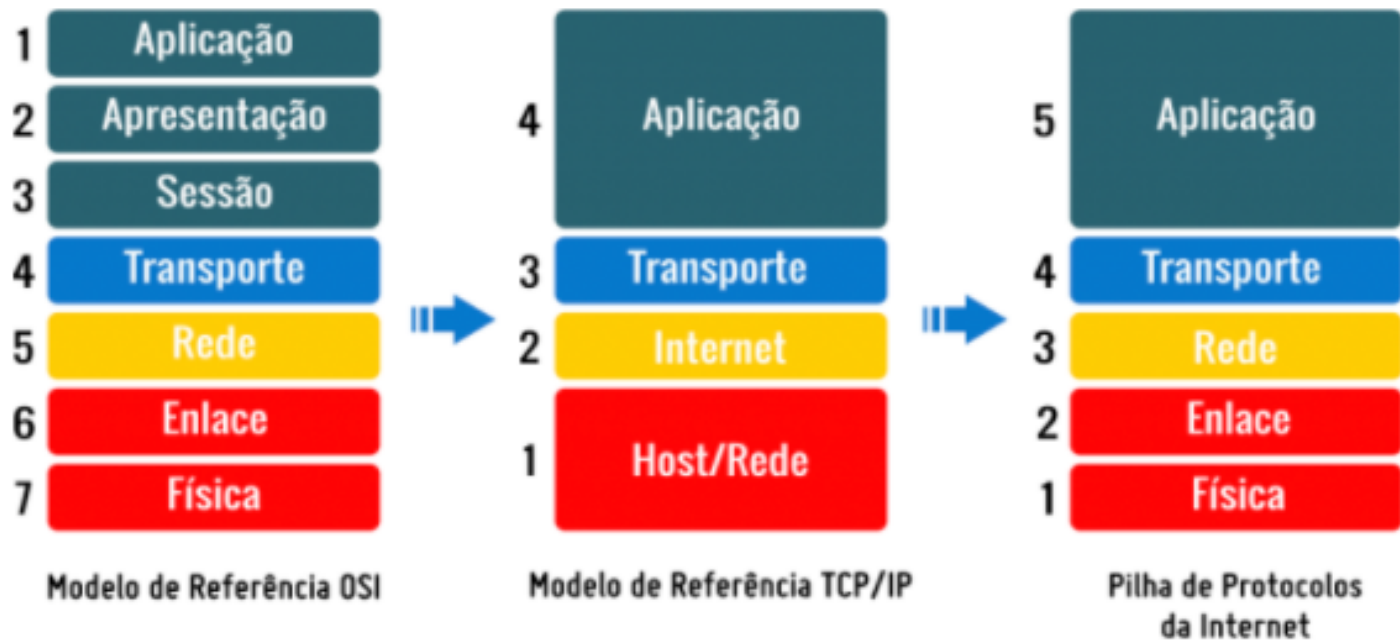 1 Aplicação
2 Apresentação
3 Sessão
4 Transporte
5 Rede
6 Enlace
7 Física
Modelo de Referência OSI
4 Aplicação
3 Transporte
2 Internet
1 Host/Rede
Modelo de Referência TCP/IP
5 Aplicação
4 Transporte
3 Rede
2 Enlace
1 Física
Pilha de Protocolos
da Internet